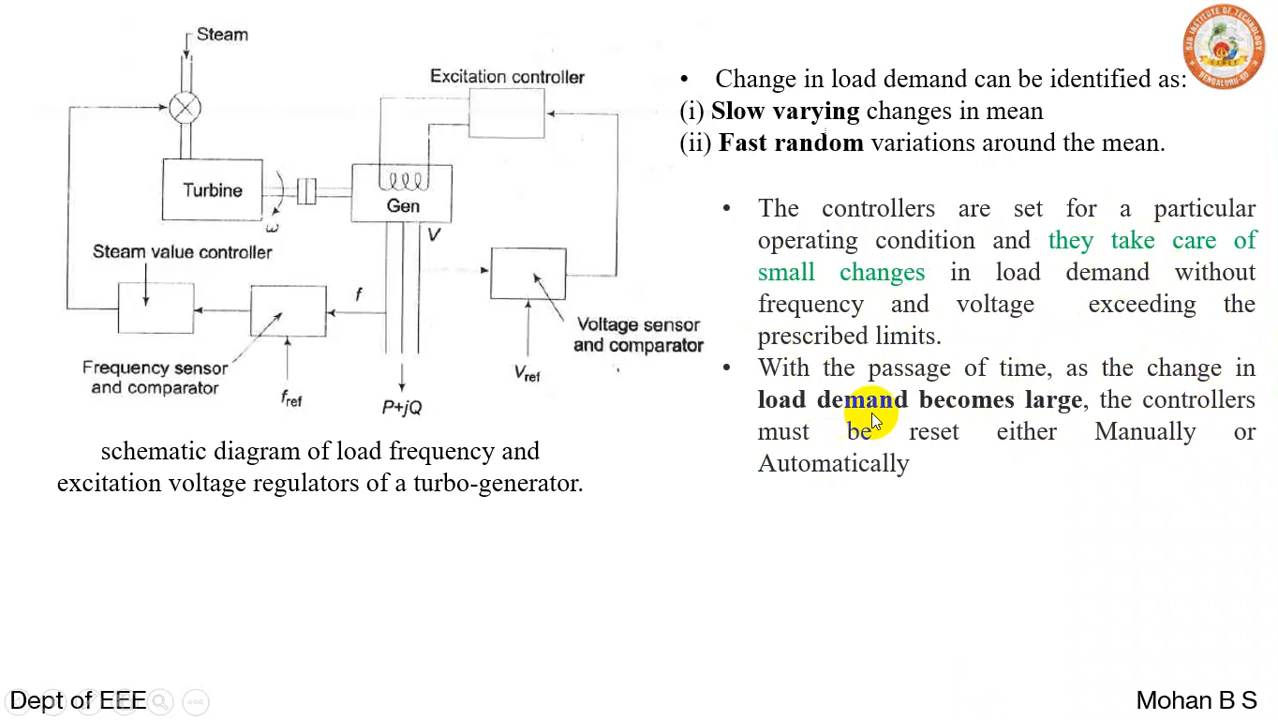 Steam
Excitation controller
Turbine
ω
Gen
V
Steam value controller
f
Voltage sensor
and comparator
Frequency sensor
and comparator
fref
Vref
P+jQ
schematic diagram of load frequency and
excitation voltage regulators of a turbo-generator.
• Change in load demand can be identified as:
(i) Slow varying changes in mean
(ii) Fast random variations around the mean.
• The controllers are set for a particular
operating condition and they take care of
small changes in load demand without
frequency and voltage exceeding the
prescribed limits.
• With the passage of time, as the change in
load demand becomes large, the controllers
must be reset either Manually or
Automatically
Dept of EEE
Mohan B S